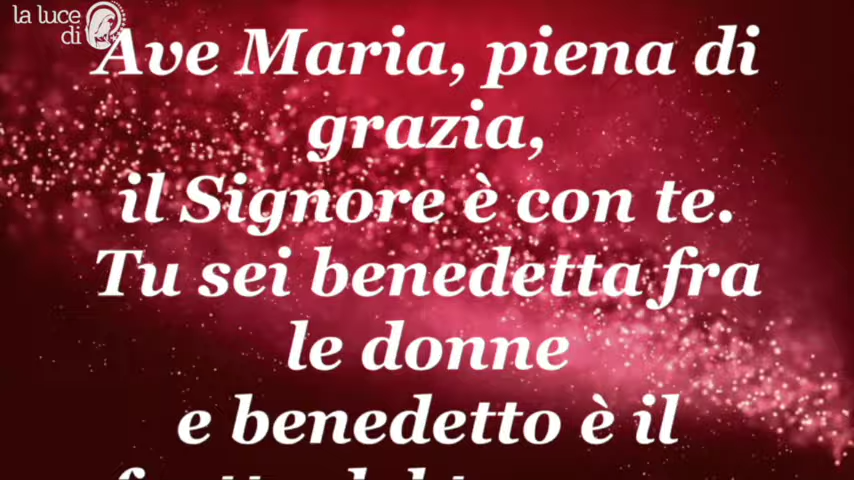 la luce
di
Ave Maria, piena di
grazia,
il Signore è con te.
Tu sei benedetta fra
le donne
e benedetto è il